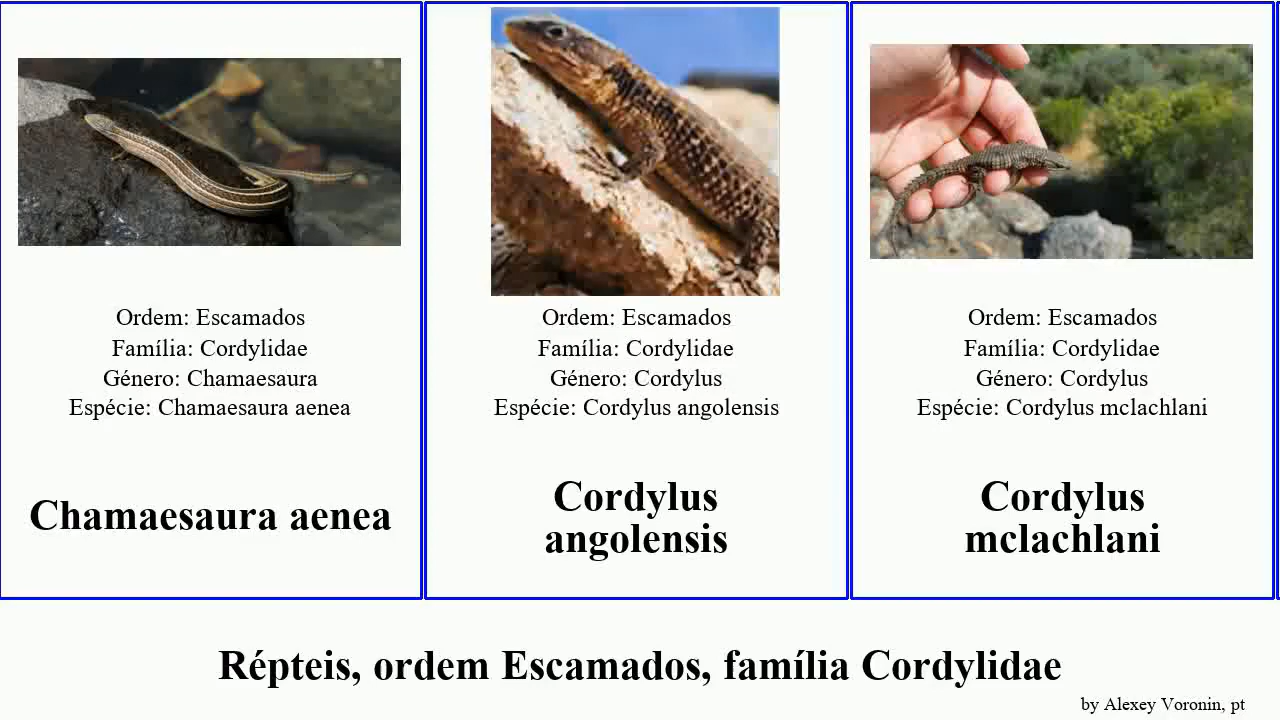 Ordem: Escamados
Família: Cordylidae
Género: Chamaesaura
Espécie: Chamaesaura aenea
Chamaesaura aenea
Ordem: Escamados
Família: Cordylidae
Género: Cordylus
Espécie: Cordylus angolensis
Cordylus
angolensis
Ordem: Escamados
Família: Cordylidae
Género: Cordylus
Espécie: Cordylus mclachlani
Cordylus
mclachlani
Répteis, ordem Escamados, família Cordylidae
by Alexey Voronin, pt